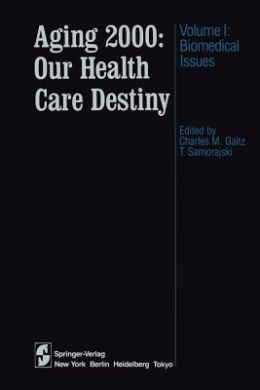 Aging 2000:
Our Health
Care Destiny
Volume I:
Biomedical
Issues
Edited by
Charles M. Gaitz
T. Samorajski
Springer-Verlag
New York Berlin Heidelberg Tokyo